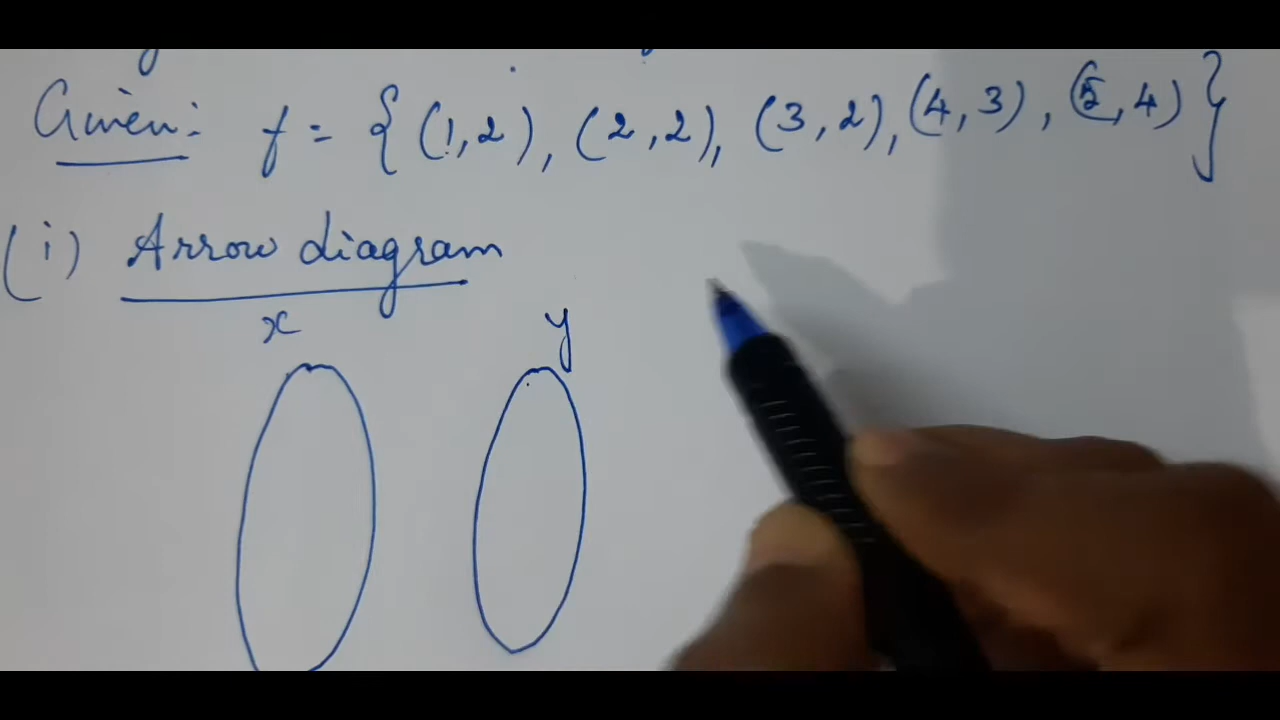 Given: f = {(1,2), (2,2), (3,2), (4,3), (5,4)}
(i) Arrow diagram
x y